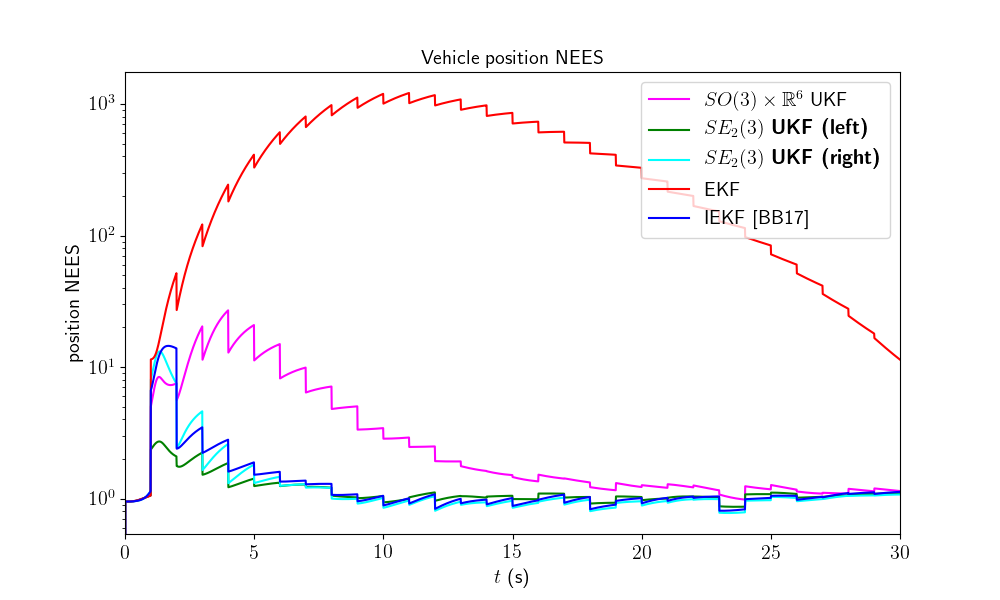 Vehicle position NEES
10³
10²
10¹
10⁰
position NEES
SO(3) × ℝ⁶ UKF
SE₂(3) UKF (left)
SE₂(3) UKF (right)
EKF
IEKF [BB17]
0 5 10 15 20 25 30
t (s)